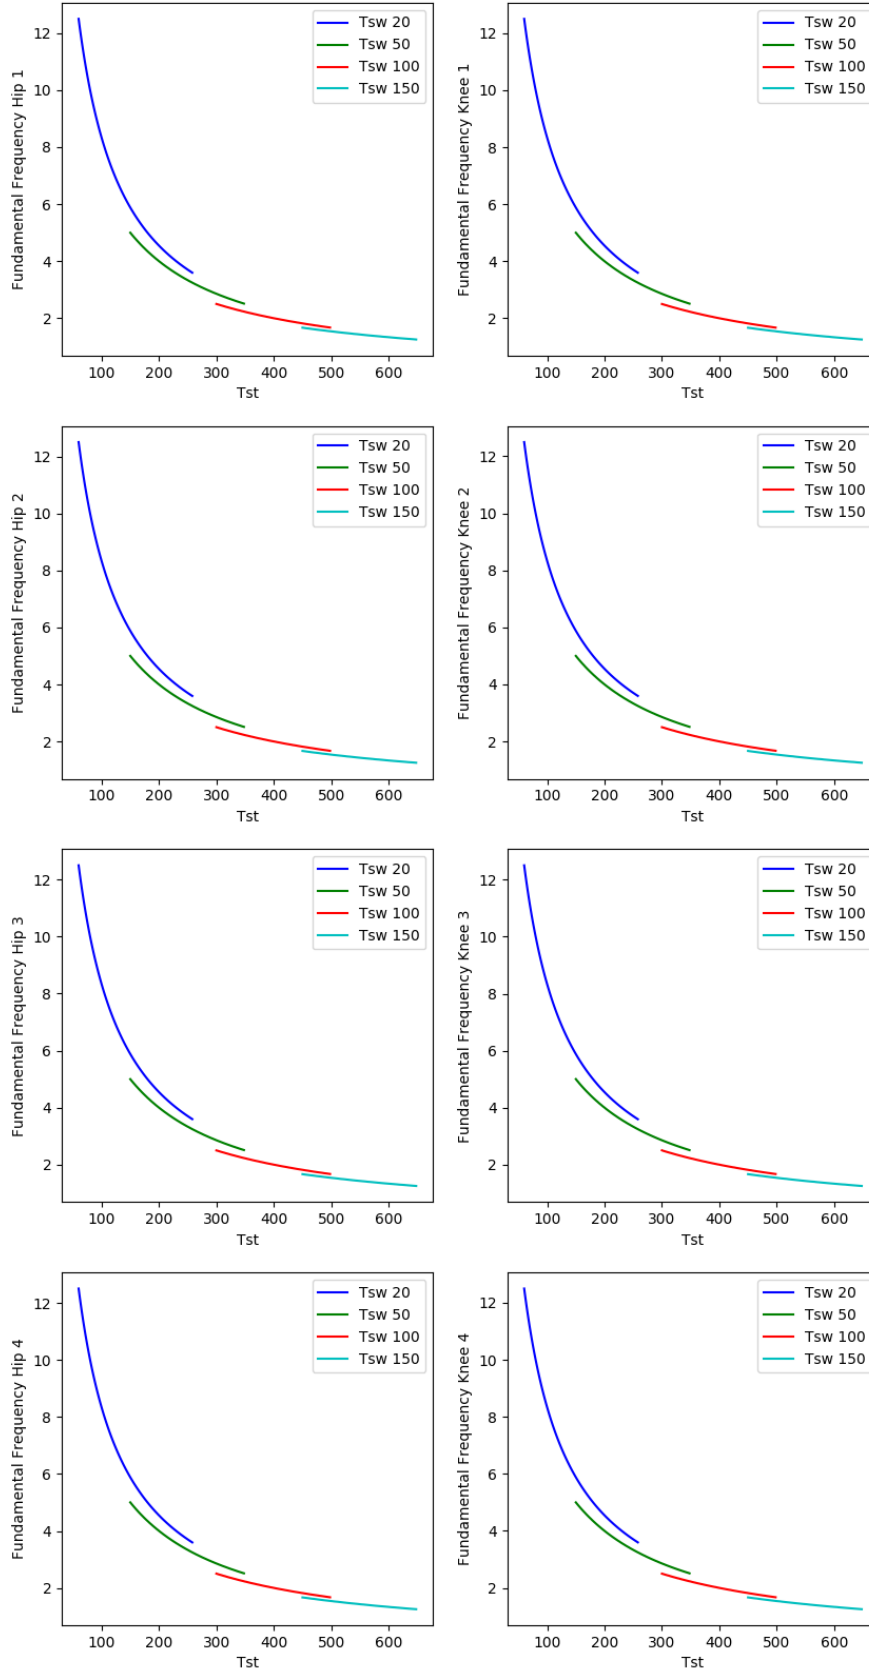 Fundamental Frequency Hip 1
12
10
8
6
4
2
Tsw 20
Tsw 50
Tsw 100
Tsw 150
100 200 300 400 500 600
Tst
Fundamental Frequency Knee 1
12
10
8
6
4
2
Tsw 20
Tsw 50
Tsw 100
Tsw 150
100 200 300 400 500 600
Tst
Fundamental Frequency Hip 2
12
10
8
6
4
2
Tsw 20
Tsw 50
Tsw 100
Tsw 150
100 200 300 400 500 600
Tst
Fundamental Frequency Knee 2
12
10
8
6
4
2
Tsw 20
Tsw 50
Tsw 100
Tsw 150
100 200 300 400 500 600
Tst
Fundamental Frequency Hip 3
12
10
8
6
4
2
Tsw 20
Tsw 50
Tsw 100
Tsw 150
100 200 300 400 500 600
Tst
Fundamental Frequency Knee 3
12
10
8
6
4
2
Tsw 20
Tsw 50
Tsw 100
Tsw 150
100 200 300 400 500 600
Tst
Fundamental Frequency Hip 4
12
10
8
6
4
2
Tsw 20
Tsw 50
Tsw 100
Tsw 150
100 200 300 400 500 600
Tst
Fundamental Frequency Knee 4
12
10
8
6
4
2
Tsw 20
Tsw 50
Tsw 100
Tsw 150
100 200 300 400 500 600
Tst